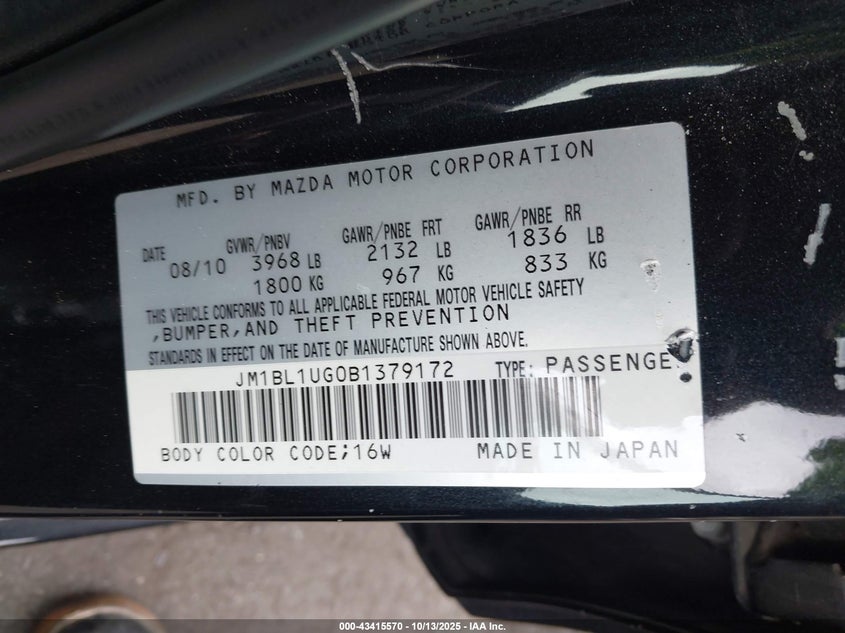 MFD. BY MAZDA MOTOR CORPORATION
DATE GVWR/PNBV GAWR/PNBE FRT GAWR/PNBE RR
08/10 3968 LB 2132 LB 1836 LB
1800 KG 967 KG 833 KG
THIS VEHICLE CONFORMS TO ALL APPLICABLE FEDERAL MOTOR VEHICLE SAFETY
,BUMPER,AND THEFT PREVENTION
STANDARDS IN EFFECT ON THE DATE OF MANUFACTURE SHOWN ABOVE.
JM1BL1UG0B1379172 TYPE: PASSENGE
BODY COLOR CODE;16W MADE IN JAPAN
000-43415570 - 10/13/2025 - IAA Inc.